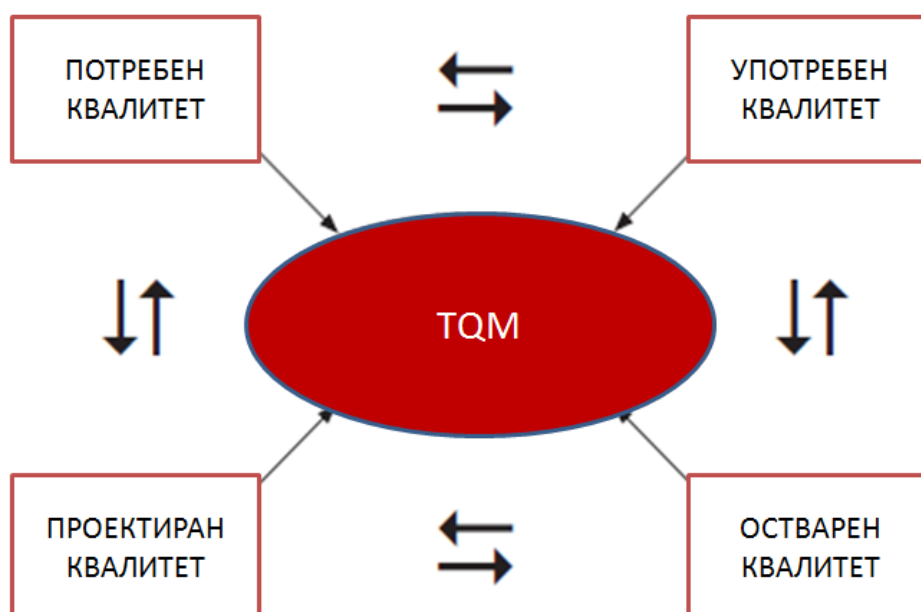 ПОТРЕБЕН
КВАЛИТЕТ
УПОТРЕБЕН
КВАЛИТЕТ
TQM
ПРОЕКТИРАН
КВАЛИТЕТ
ОСТВАРЕН
КВАЛИТЕТ